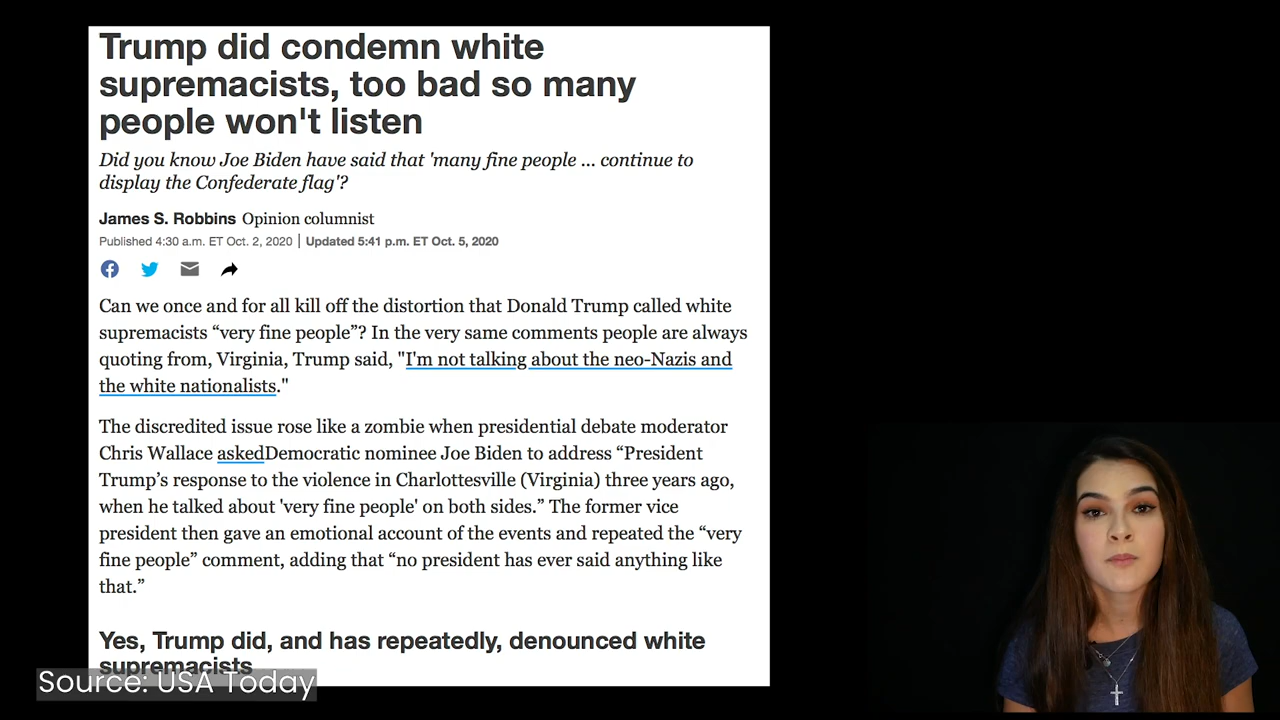 Trump did condemn white
supremacists, too bad so many
people won't listen
Did you know Joe Biden have said that 'many fine people ... continue to
display the Confederate flag'?
James S. Robbins Opinion columnist
Published 4:30 a.m. ET Oct. 2, 2020 | Updated 5:41 p.m. ET Oct. 5, 2020
Can we once and for all kill off the distortion that Donald Trump called white
supremacists “very fine people”? In the very same comments people are always
quoting from, Virginia, Trump said, "I'm not talking about the neo-Nazis and
the white nationalists."
The discredited issue rose like a zombie when presidential debate moderator
Chris Wallace askedDemocratic nominee Joe Biden to address “President
Trump’s response to the violence in Charlottesville (Virginia) three years ago,
when he talked about 'very fine people' on both sides.” The former vice
president then gave an emotional account of the events and repeated the “very
fine people” comment, adding that “no president has ever said anything like
that.”
Yes, Trump did, and has repeatedly, denounced white
supremacists
Source: USA Today